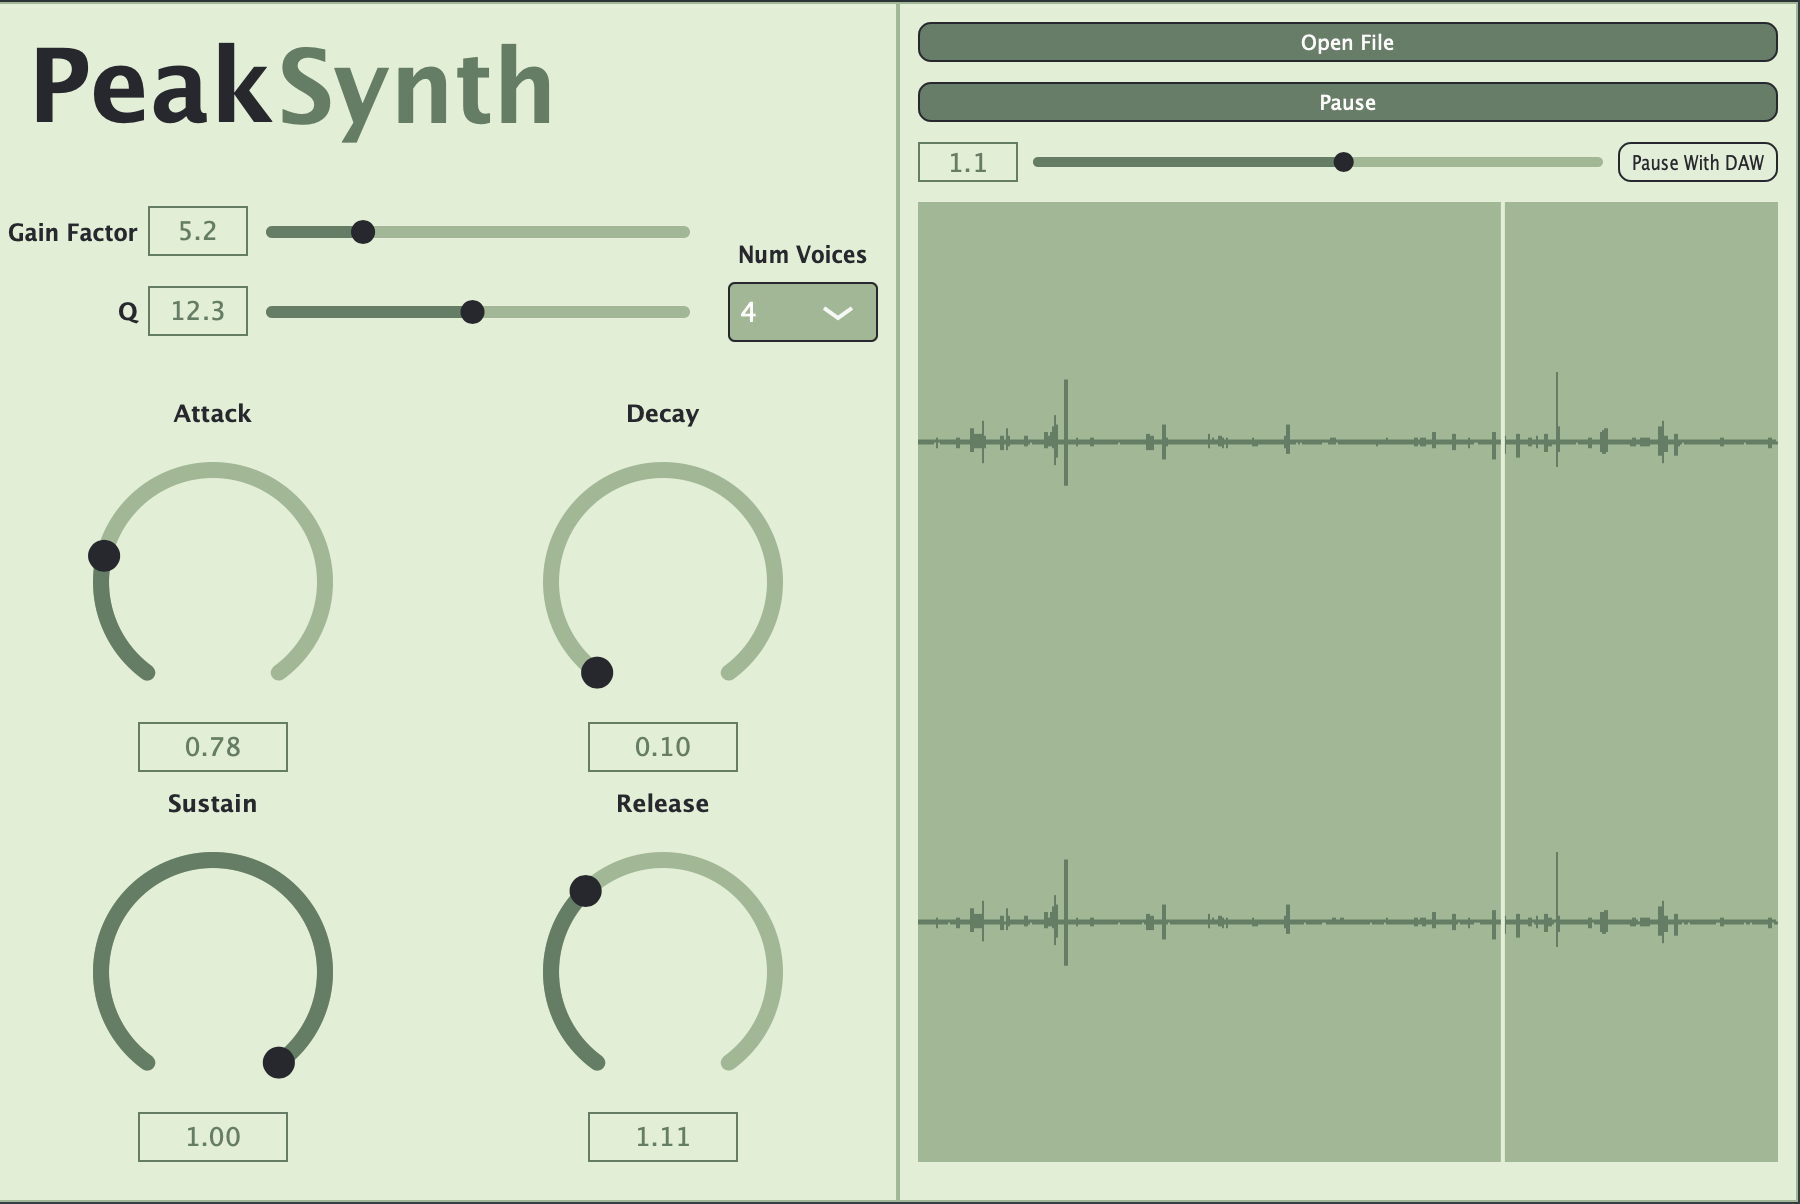 PeakSynth
Gain Factor 5.2
Q 12.3
Num Voices
4
Attack
0.78
Decay
0.10
Sustain
1.00
Release
1.11
Open File
Pause
1.1
Pause With DAW